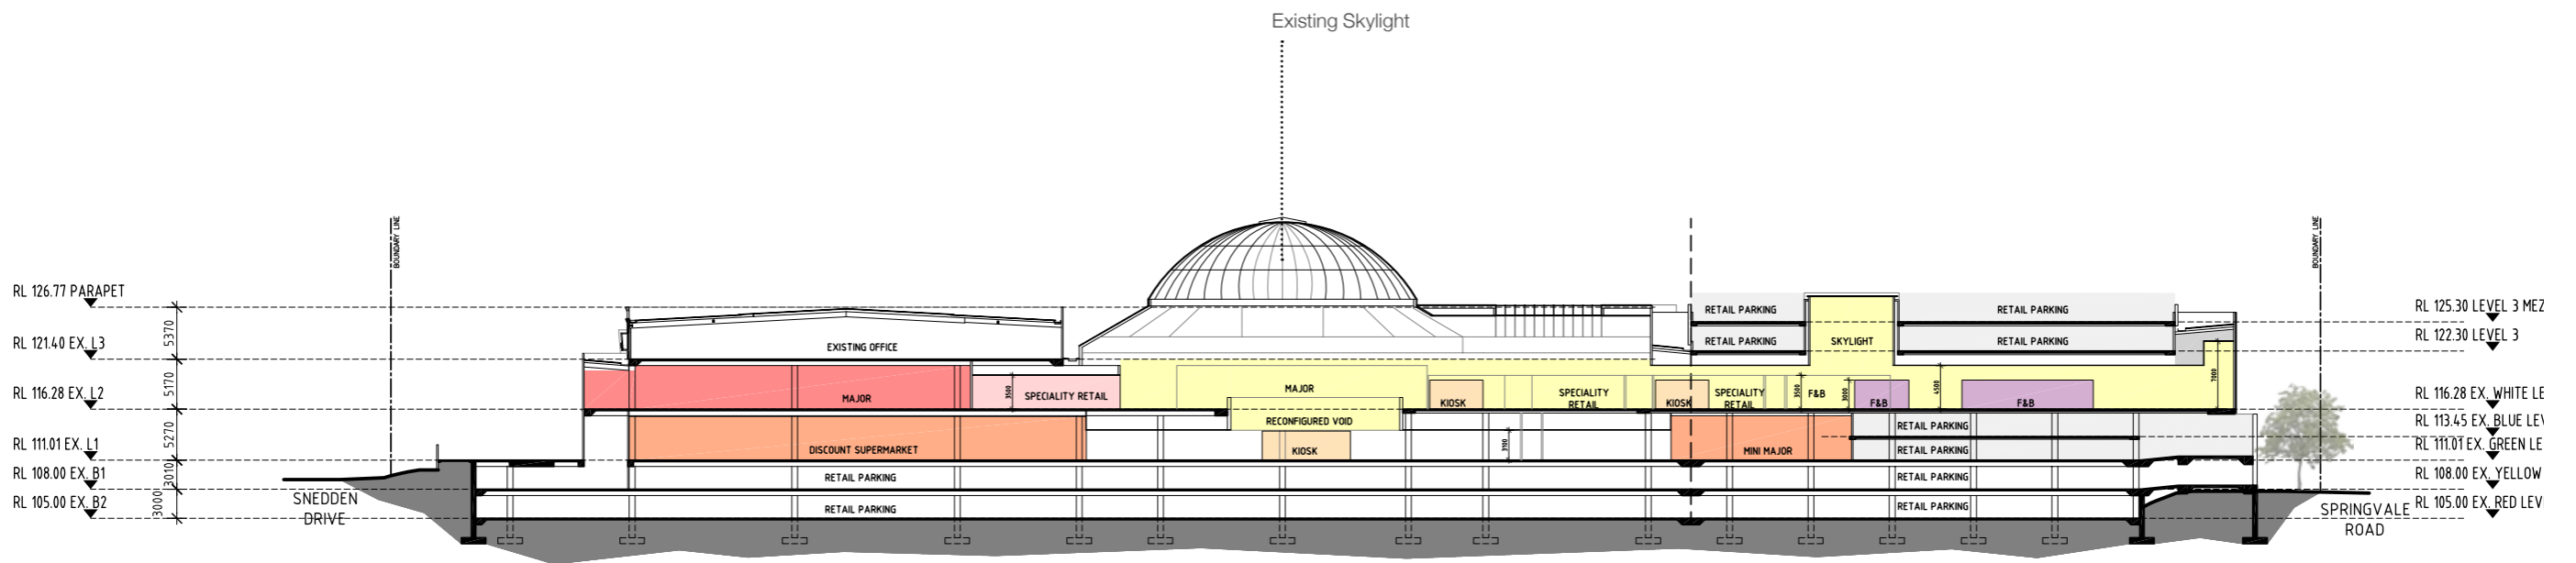 Existing Skylight
BOUNDARY LINE
BOUNDARY LINE
RL 126.77 PARAPET
RL 121.40 EX. L3
RL 116.28 EX. L2
RL 111.01 EX. L1
RL 108.00 EX. B1
RL 105.00 EX. B2
5370
5170
5270
3010
3000
SNEDDEN
DRIVE
EXISTING OFFICE
MAJOR
3500
SPECIALITY RETAIL
MAJOR
RECONFIGURED VOID
KIOSK
DISCOUNT SUPERMARKET
KIOSK
SPECIALITY
RETAIL
KIOSK
SPECIALITY
RETAIL
3500
F&B
3000
F&B
4500
F&B
7000
RETAIL PARKING
RETAIL PARKING
RETAIL PARKING
SKYLIGHT
RETAIL PARKING
MINI MAJOR
RETAIL PARKING
RETAIL PARKING
RETAIL PARKING
RETAIL PARKING
RETAIL PARKING
RETAIL PARKING
RL 125.30 LEVEL 3 MEZ
RL 122.30 LEVEL 3
RL 116.28 EX. WHITE LE
RL 113.45 EX. BLUE LEV
RL 111.01 EX. GREEN LE
RL 108.00 EX. YELLOW
RL 105.00 EX. RED LEV
SPRINGVALE
ROAD